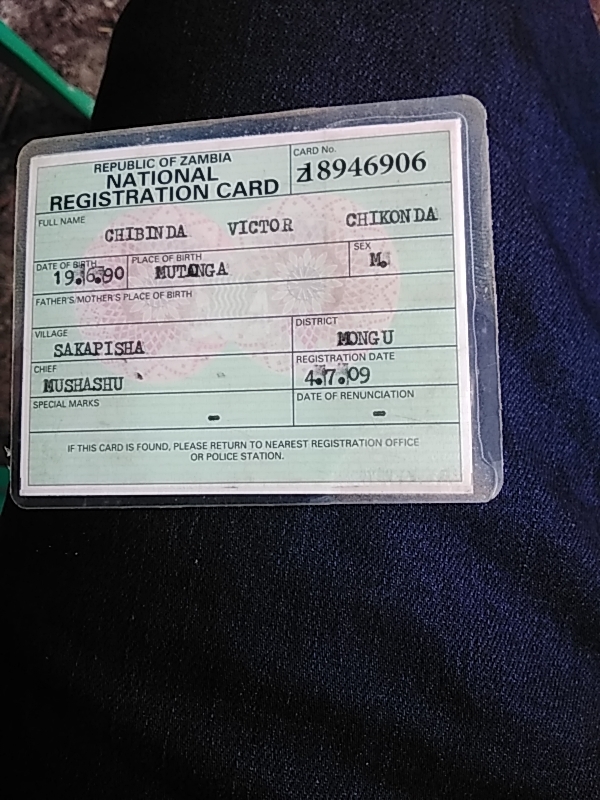 REPUBLIC OF ZAMBIA
NATIONAL
REGISTRATION CARD
CARD No.
Z18946906
FULL NAME
CHIBINDA VICTOR CHIKONDA
DATE OF BIRTH
19.6.90
PLACE OF BIRTH
MUTANGA
SEX
M.
FATHER'S/MOTHER'S PLACE OF BIRTH
VILLAGE
SAKAPISHA
DISTRICT
MONGU
CHIEF
MUSHASHU
REGISTRATION DATE
4.7.09
SPECIAL MARKS
-
DATE OF RENUNCIATION
-
IF THIS CARD IS FOUND, PLEASE RETURN TO NEAREST REGISTRATION OFFICE
OR POLICE STATION.